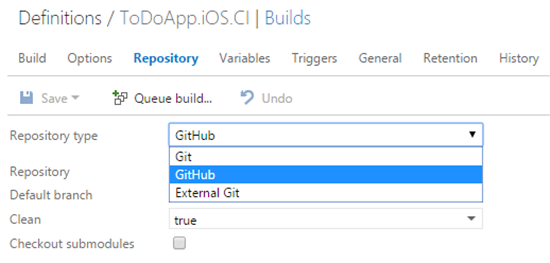 Definitions / ToDoApp.iOS.CI | Builds
Build Options Repository Variables Triggers General Retention History
Save Queue build... Undo
Repository type GitHub
Git
Repository GitHub
Default branch External Git
Clean true
Checkout submodules